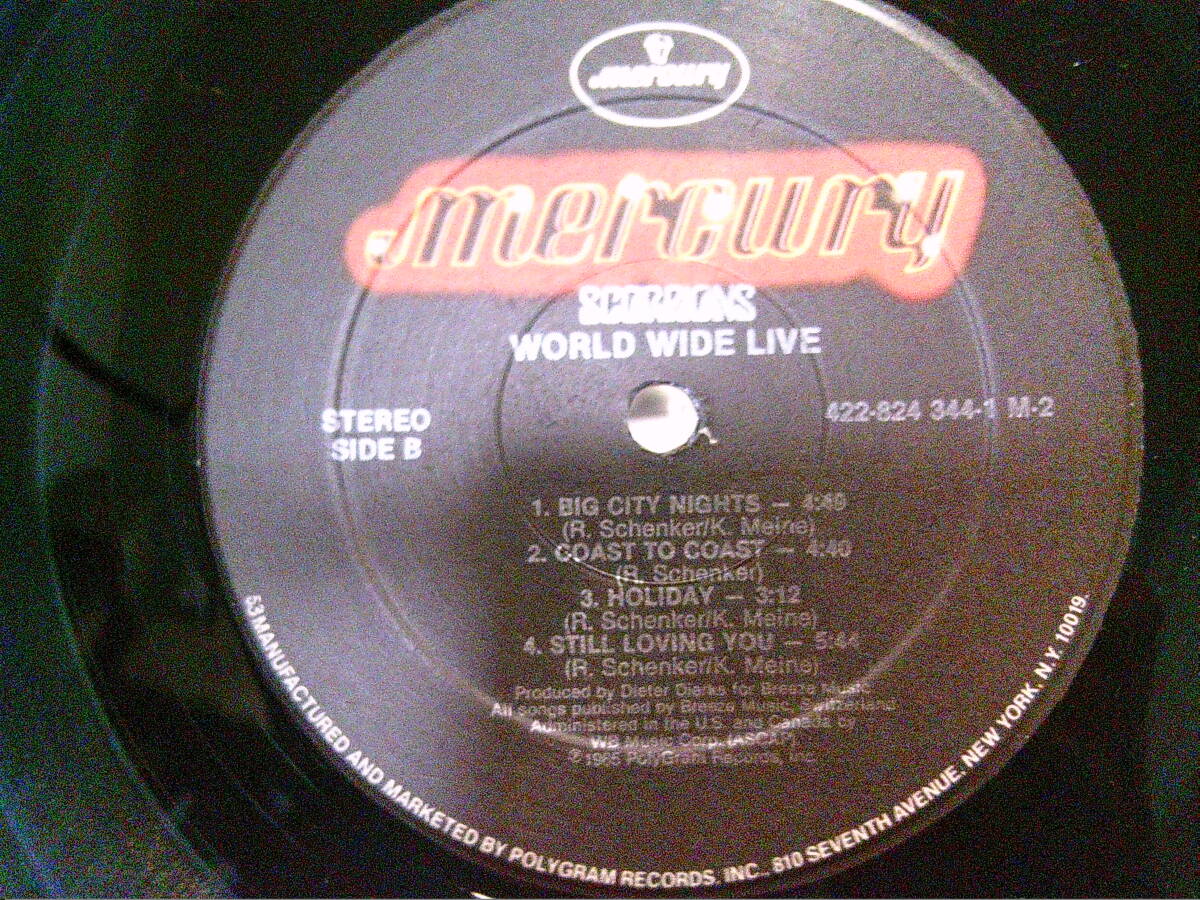 mercury
mercury
SCORPIONS
WORLD WIDE LIVE
STEREO
SIDE B
422-824 344-1 M-2
1. BIG CITY NIGHTS — 4:49
(R. Schenker/K. Meine)
2. COAST TO COAST — 4:40
(R. Schenker)
3. HOLIDAY — 3:12
(R. Schenker/K. Meine)
4. STILL LOVING YOU — 5:44
(R. Schenker/K. Meine)
Produced by Dieter Dierks for Breeze Music
All songs published by Breeze Music, Switzerland
Administered in the U.S. and Canada by
WB Music Corp. (ASCAP)
℗ 1985 PolyGram Records, Inc.
53 MANUFACTURED AND MARKETED BY POLYGRAM RECORDS, INC., 810 SEVENTH AVENUE, NEW YORK, N.Y. 10019.